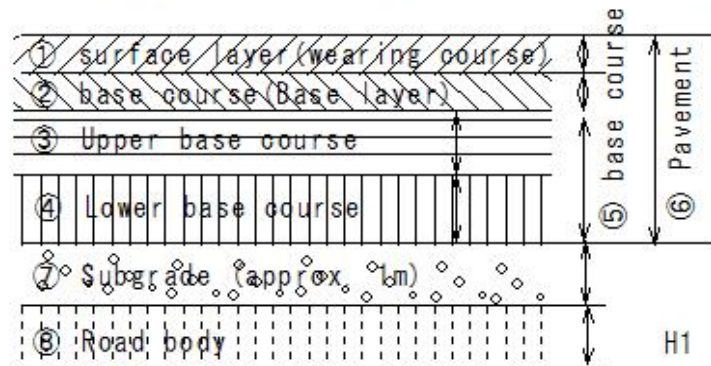 ① surface layer(wearing course)
② base course(Base layer)
③ Upper base course
④ Lower base course
⑤ base course
⑥ Pavement
⑦ Subgrade (approx. 1m)
⑧ Road body
H1